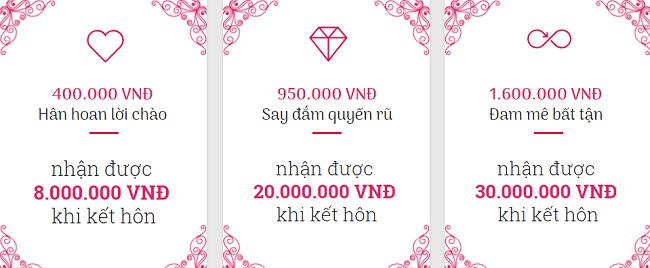 400.000 VNĐ
Hân hoan lời chào
nhận được
8.000.000 VNĐ
khi kết hôn
950.000 VNĐ
Say đắm quyến rũ
nhận được
20.000.000 VNĐ
khi kết hôn
1.600.000 VNĐ
Đam mê bất tận
nhận được
30.000.000 VNĐ
khi kết hôn